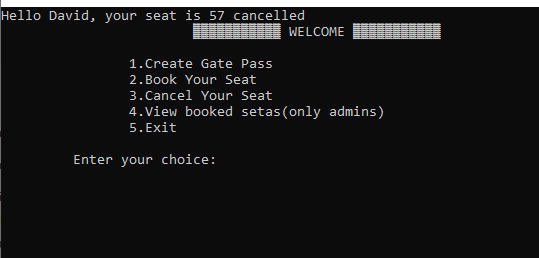 Hello David, your seat is 57 cancelled
▒▒▒▒▒▒▒▒▒▒▒ WELCOME ▒▒▒▒▒▒▒▒▒▒▒
1.Create Gate Pass
2.Book Your Seat
3.Cancel Your Seat
4.View booked setas(only admins)
5.Exit
Enter your choice: